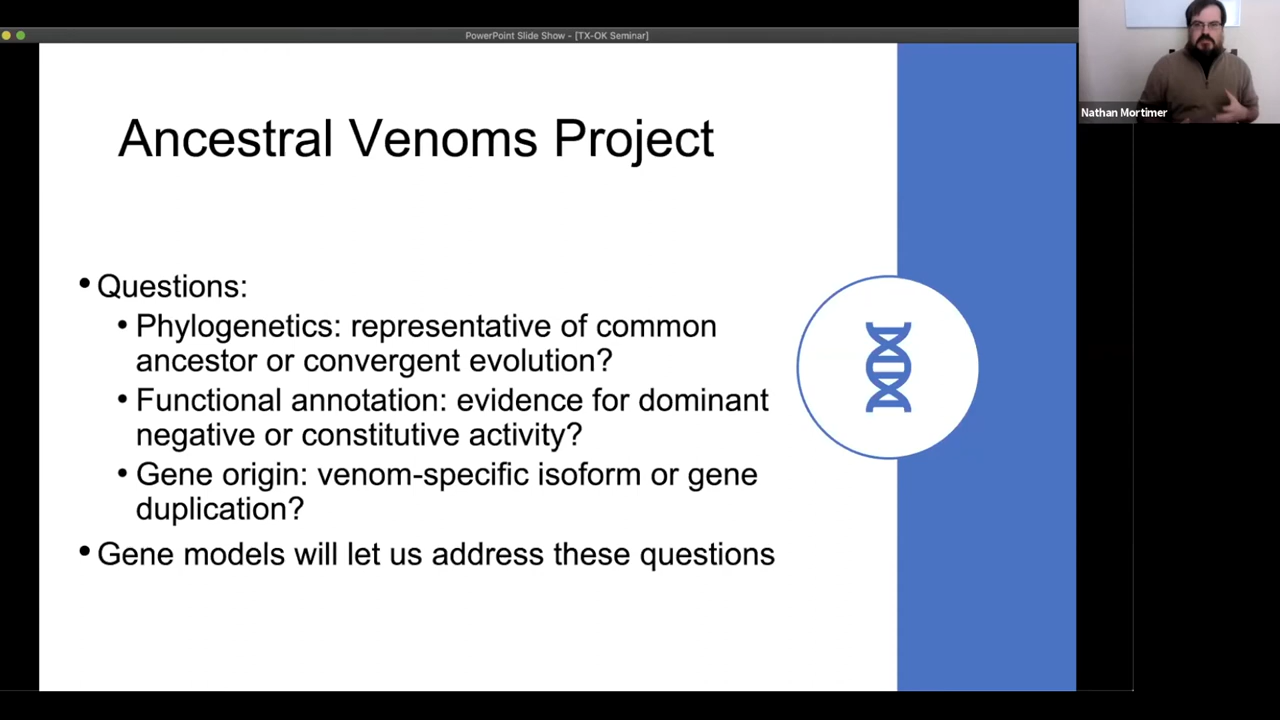 PowerPoint Slide Show - [TX-OK Seminar]
Nathan Mortimer
Ancestral Venoms Project
• Questions:
• Phylogenetics: representative of common
ancestor or convergent evolution?
• Functional annotation: evidence for dominant
negative or constitutive activity?
• Gene origin: venom-specific isoform or gene
duplication?
• Gene models will let us address these questions